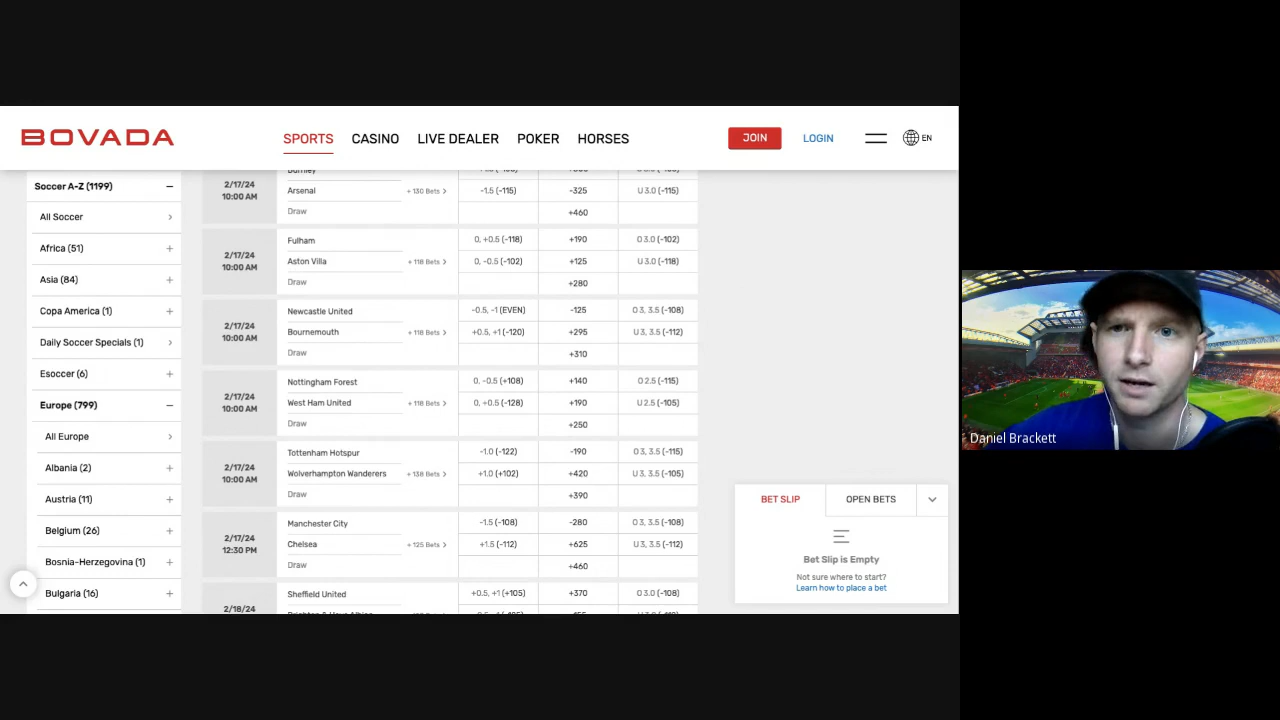 BOVADA
SPORTS CASINO LIVE DEALER POKER HORSES
JOIN LOGIN EN
Soccer A-Z (1199) −
All Soccer >
Africa (51) +
Asia (84) +
Copa America (1) +
Daily Soccer Specials (1) >
Esoccer (6) +
Europe (799) −
All Europe >
Albania (2) +
Austria (11) +
Belgium (26) +
Bosnia-Herzegovina (1) +
Bulgaria (16) +
2/17/24
10:00 AM
Burnley
Arsenal + 130 Bets > -1.5 (-115) -325 U 3.0 (-115)
Draw +460
2/17/24
10:00 AM
Fulham 0, +0.5 (-118) +190 O 3.0 (-102)
Aston Villa + 118 Bets > 0, -0.5 (-102) +125 U 3.0 (-118)
Draw +280
2/17/24
10:00 AM
Newcastle United -0.5, -1 (EVEN) -125 O 3, 3.5 (-108)
Bournemouth + 118 Bets > +0.5, +1 (-120) +295 U 3, 3.5 (-112)
Draw +310
2/17/24
10:00 AM
Nottingham Forest 0, -0.5 (+108) +140 O 2.5 (-115)
West Ham United + 118 Bets > 0, +0.5 (-128) +190 U 2.5 (-105)
Draw +250
2/17/24
10:00 AM
Tottenham Hotspur -1.0 (-122) -190 O 3, 3.5 (-115)
Wolverhampton Wanderers + 138 Bets > +1.0 (+102) +420 U 3, 3.5 (-105)
Draw +390
2/17/24
12:30 PM
Manchester City -1.5 (-108) -280 O 3, 3.5 (-108)
Chelsea + 125 Bets > +1.5 (-112) +625 U 3, 3.5 (-112)
Draw +460
2/18/24
Sheffield United +0.5, +1 (+105) +370 O 3.0 (-108)
BET SLIP OPEN BETS
Bet Slip is Empty
Not sure where to start?
Learn how to place a bet
Daniel Brackett